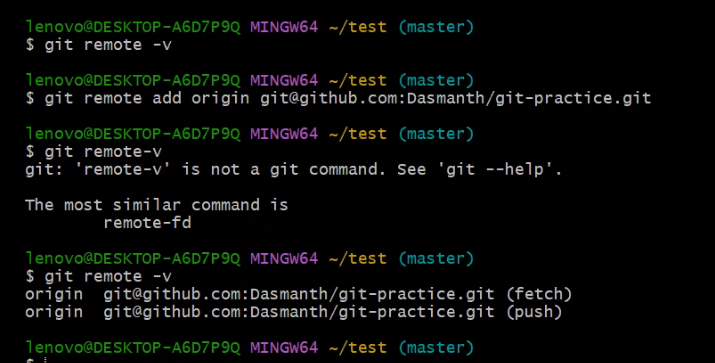 lenovo@DESKTOP-A6D7P9Q MINGW64 ~/test (master)
$ git remote -v
lenovo@DESKTOP-A6D7P9Q MINGW64 ~/test (master)
$ git remote add origin git@github.com:Dasmanth/git-practice.git
lenovo@DESKTOP-A6D7P9Q MINGW64 ~/test (master)
$ git remote-v
git: 'remote-v' is not a git command. See 'git --help'.
The most similar command is
remote-fd
lenovo@DESKTOP-A6D7P9Q MINGW64 ~/test (master)
$ git remote -v
origin  git@github.com:Dasmanth/git-practice.git (fetch)
origin  git@github.com:Dasmanth/git-practice.git (push)
lenovo@DESKTOP-A6D7P9Q MINGW64 ~/test (master)
$